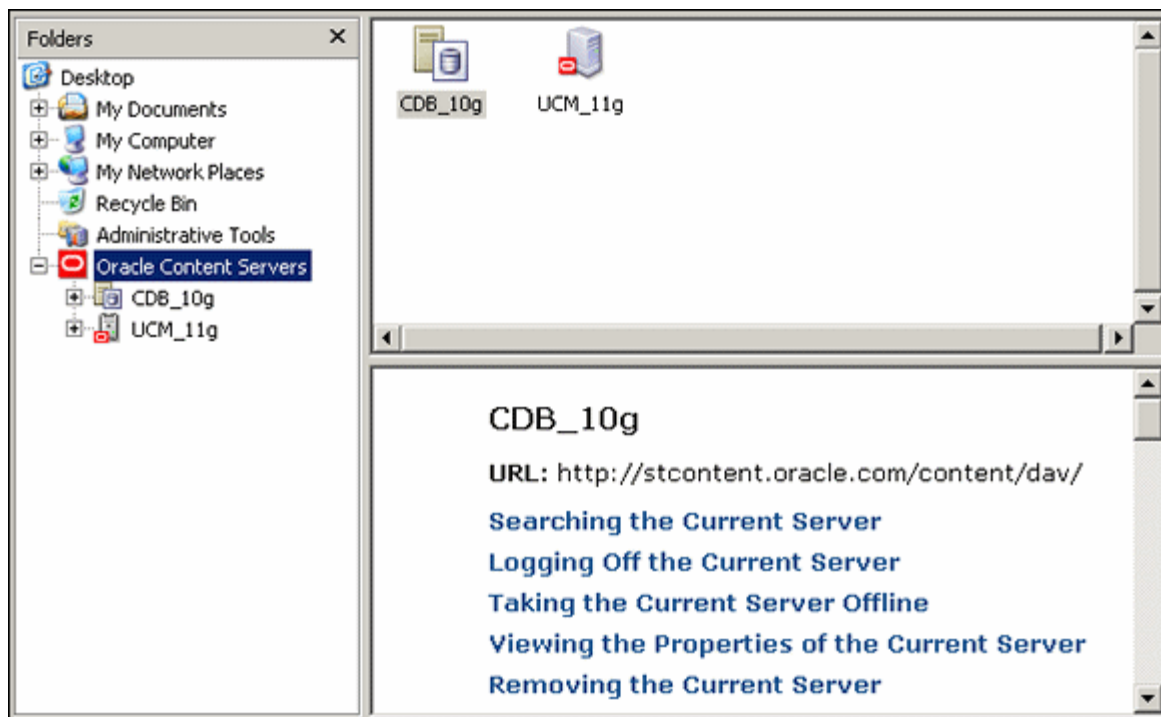 Folders
Desktop
My Documents
My Computer
My Network Places
Recycle Bin
Administrative Tools
Oracle Content Servers
CDB_10g
UCM_11g
CDB_10g UCM_11g
CDB_10g
URL: http://stcontent.oracle.com/content/dav/
Searching the Current Server
Logging Off the Current Server
Taking the Current Server Offline
Viewing the Properties of the Current Server
Removing the Current Server